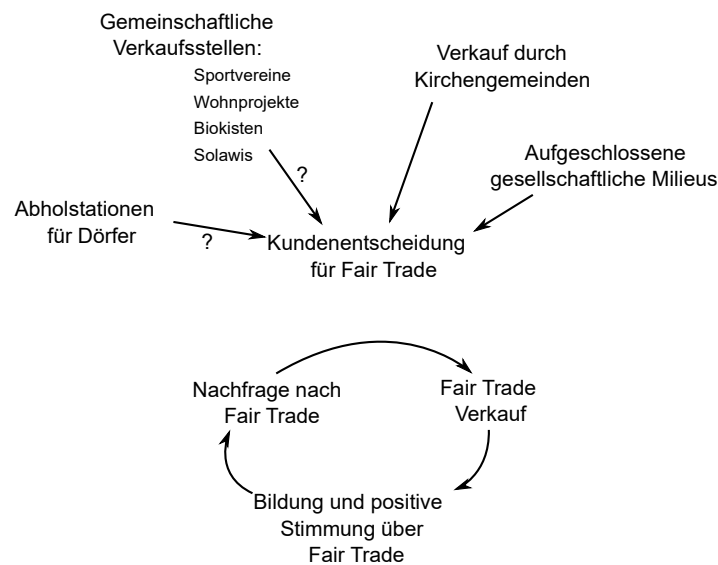 Gemeinschaftliche
Verkaufsstellen:
Sportvereine
Wohnprojekte
Biokisten
Solawis
?
Verkauf durch
Kirchengemeinden
Aufgeschlossene
gesellschaftliche Milieus
Abholstationen
für Dörfer
?
Kundenentscheidung
für Fair Trade
Nachfrage nach
Fair Trade
Fair Trade
Verkauf
Bildung und positive
Stimmung über
Fair Trade